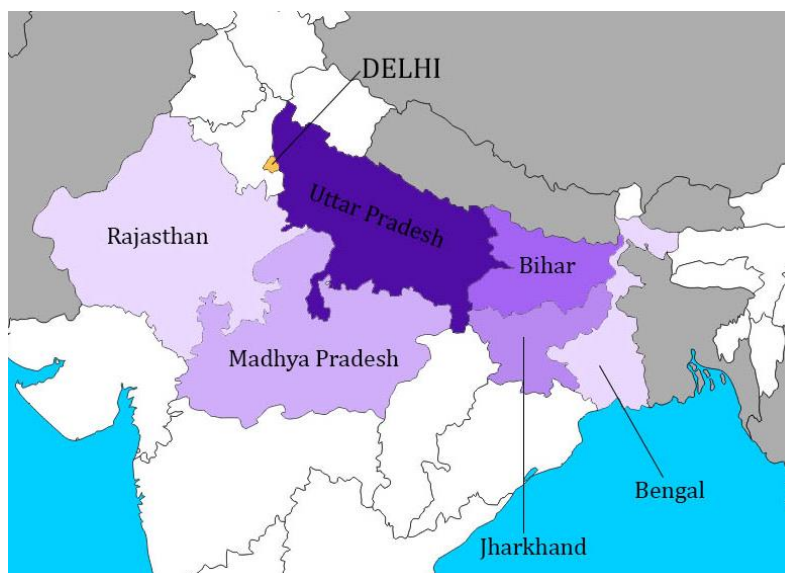 DELHI
Uttar Pradesh
Rajasthan
Bihar
Madhya Pradesh
Bengal
Jharkhand